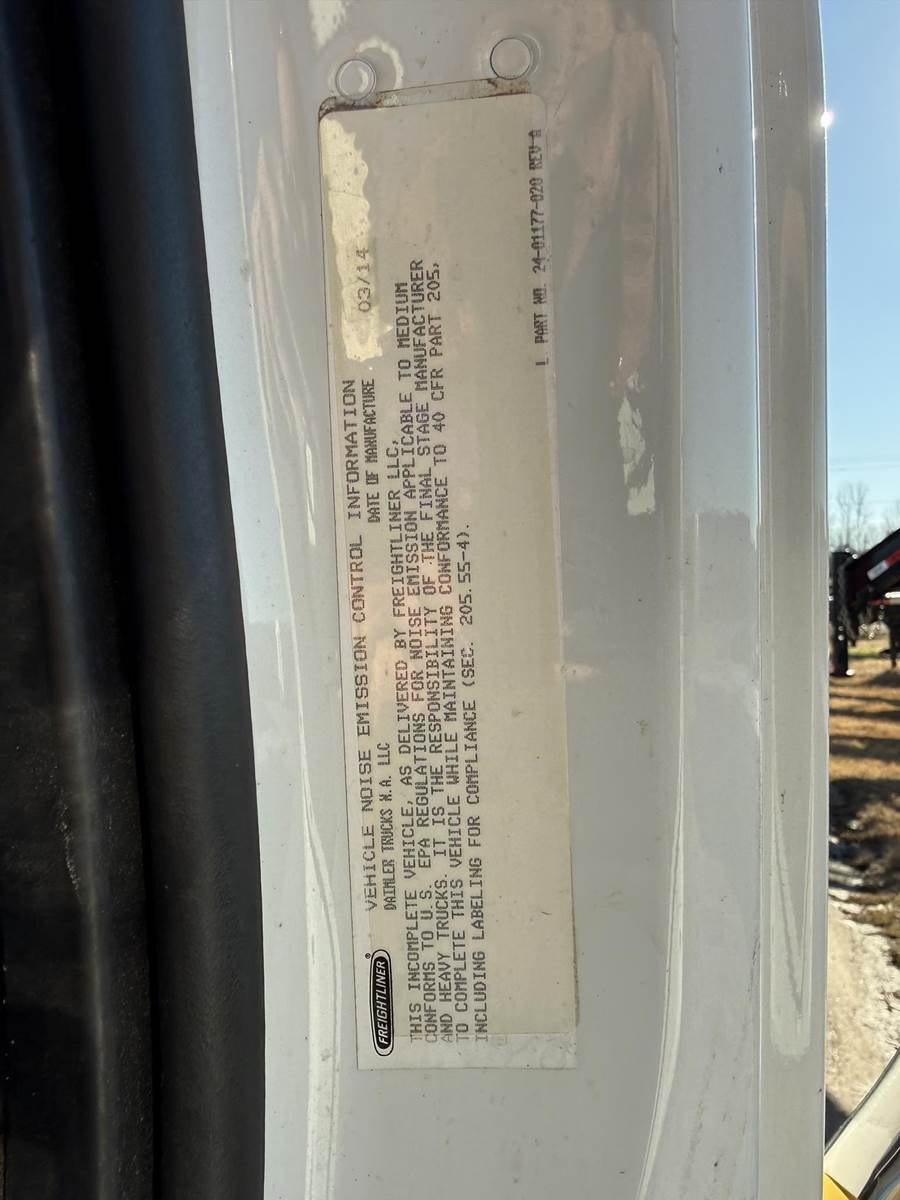 VEHICLE NOISE EMISSION CONTROL INFORMATION
DAIMLER TRUCKS N.A. LLC DATE OF MANUFACTURE 03/14
FREIGHTLINER®
THIS INCOMPLETE VEHICLE, AS DELIVERED BY FREIGHTLINER LLC,
CONFORMS TO U.S. EPA REGULATIONS FOR NOISE EMISSION APPLICABLE TO MEDIUM
AND HEAVY TRUCKS. IT IS THE RESPONSIBILITY OF THE FINAL STAGE MANUFACTURER
TO COMPLETE THIS VEHICLE WHILE MAINTAINING CONFORMANCE TO 40 CFR PART 205,
INCLUDING LABELING FOR COMPLIANCE (SEC. 205.55-4).
L PART NO. 24-01177-020 REV A